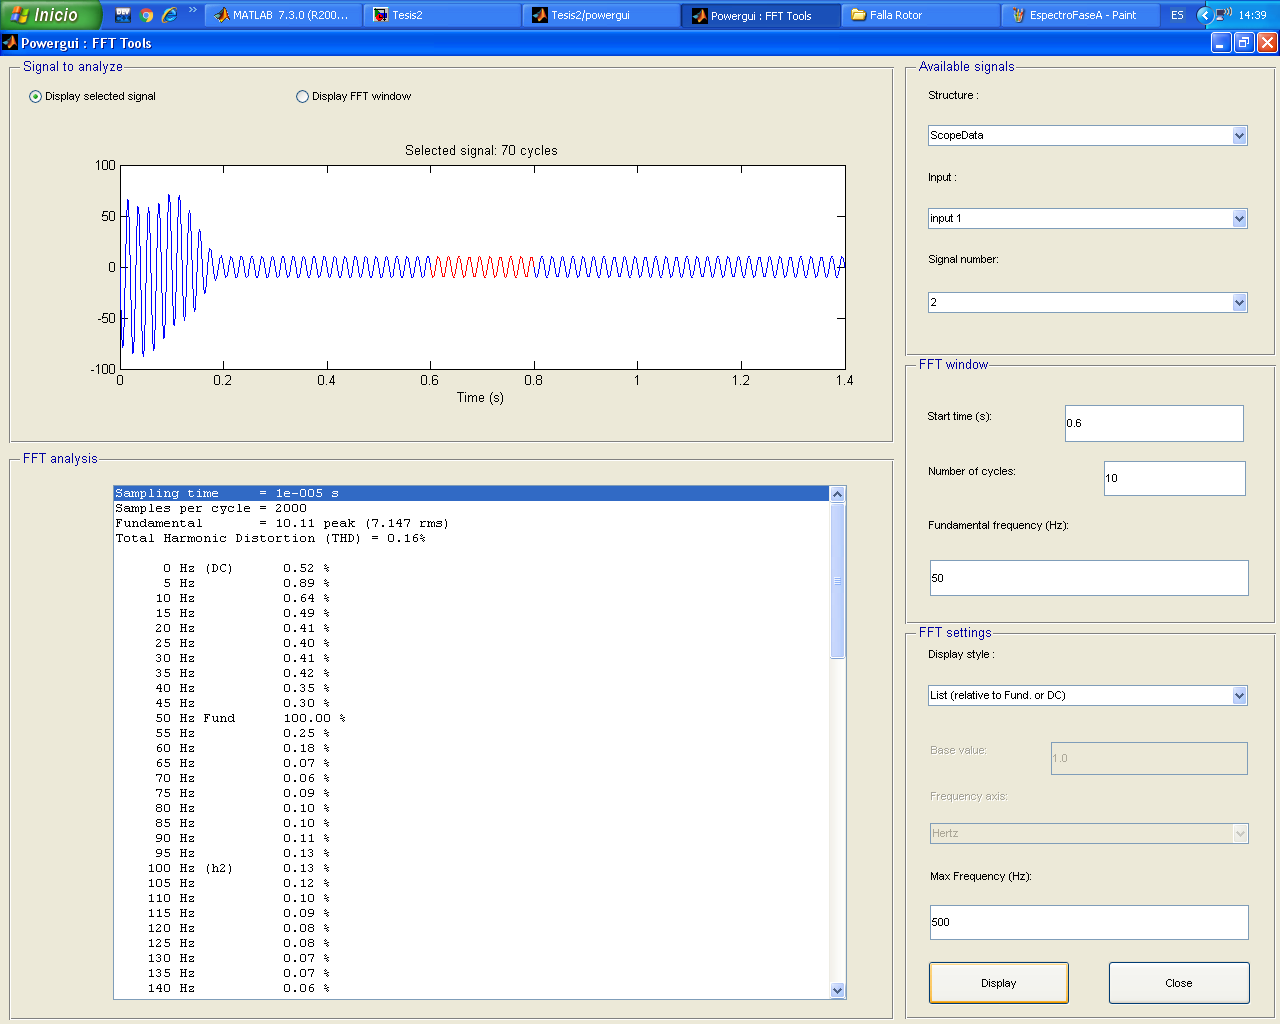 Inicio
MATLAB 7.3.0 (R200...
Tesis2
Tesis2/powergui
Powergui : FFT Tools
Falla Rotor
EspectroFaseA - Paint
ES
14:39
Powergui : FFT Tools
Signal to analyze
Display selected signal
Display FFT window
Selected signal: 70 cycles
100
50
0
-50
-100
0 0.2 0.4 0.6 0.8 1 1.2 1.4
Time (s)
FFT analysis
Sampling time = 1e-005 s
Samples per cycle = 2000
Fundamental = 10.11 peak (7.147 rms)
Total Harmonic Distortion (THD) = 0.16%
0 Hz (DC) 0.52 %
5 Hz 0.89 %
10 Hz 0.64 %
15 Hz 0.49 %
20 Hz 0.41 %
25 Hz 0.40 %
30 Hz 0.41 %
35 Hz 0.42 %
40 Hz 0.35 %
45 Hz 0.30 %
50 Hz Fund 100.00 %
55 Hz 0.25 %
60 Hz 0.18 %
65 Hz 0.07 %
70 Hz 0.06 %
75 Hz 0.09 %
80 Hz 0.10 %
85 Hz 0.10 %
90 Hz 0.11 %
95 Hz 0.13 %
100 Hz (h2) 0.13 %
105 Hz 0.12 %
110 Hz 0.10 %
115 Hz 0.09 %
120 Hz 0.08 %
125 Hz 0.08 %
130 Hz 0.07 %
135 Hz 0.07 %
140 Hz 0.06 %
Available signals
Structure :
ScopeData
Input :
input 1
Signal number:
2
FFT window
Start time (s):
0.6
Number of cycles:
10
Fundamental frequency (Hz):
50
FFT settings
Display style :
List (relative to Fund. or DC)
Base value:
1.0
Frequency axis:
Hertz
Max Frequency (Hz):
500
Display
Close